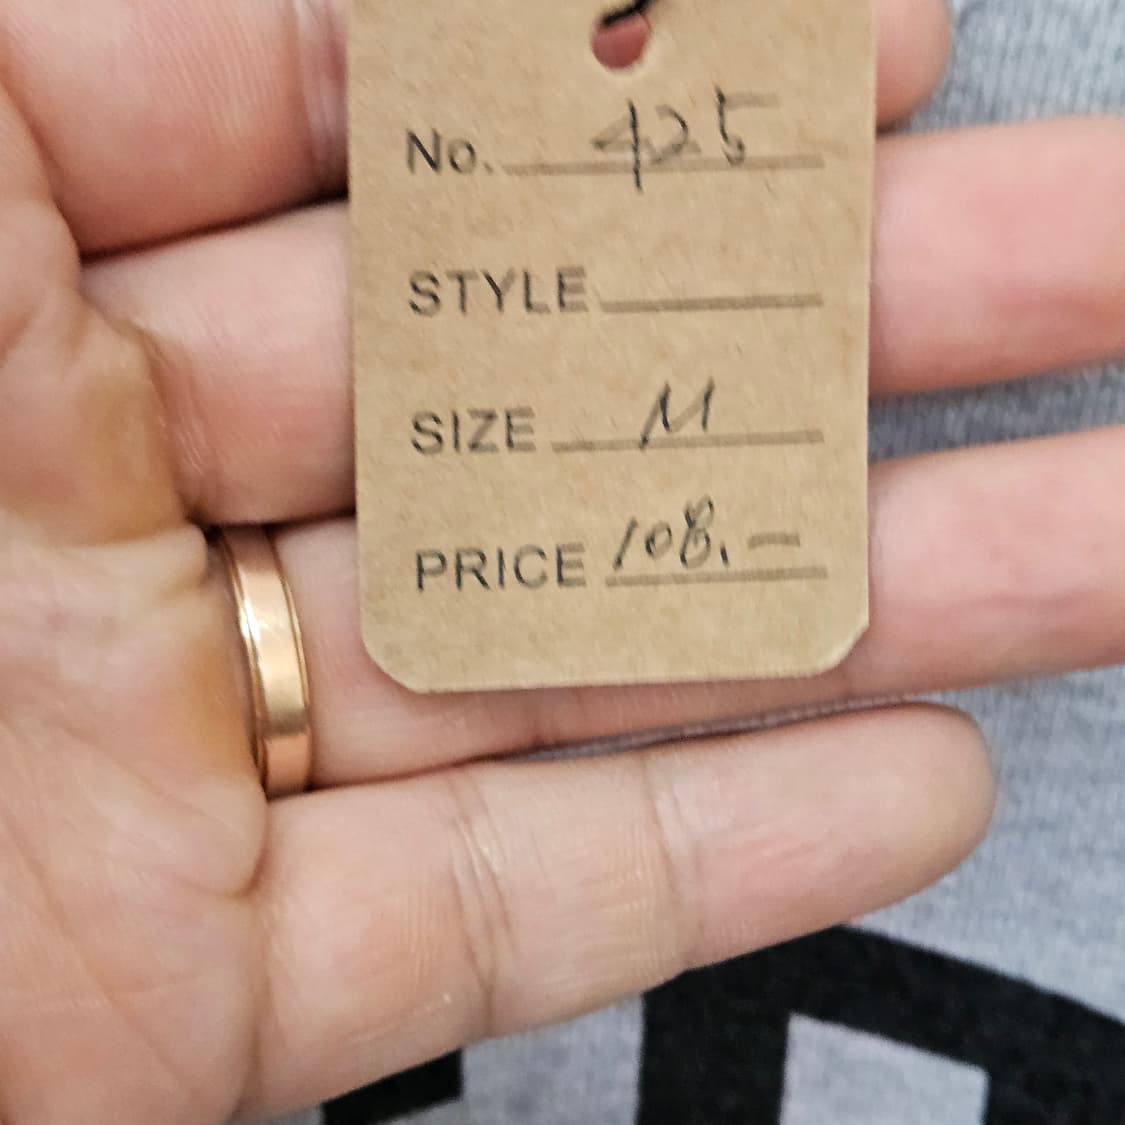 No. 425
STYLE
SIZE M
PRICE 108.–